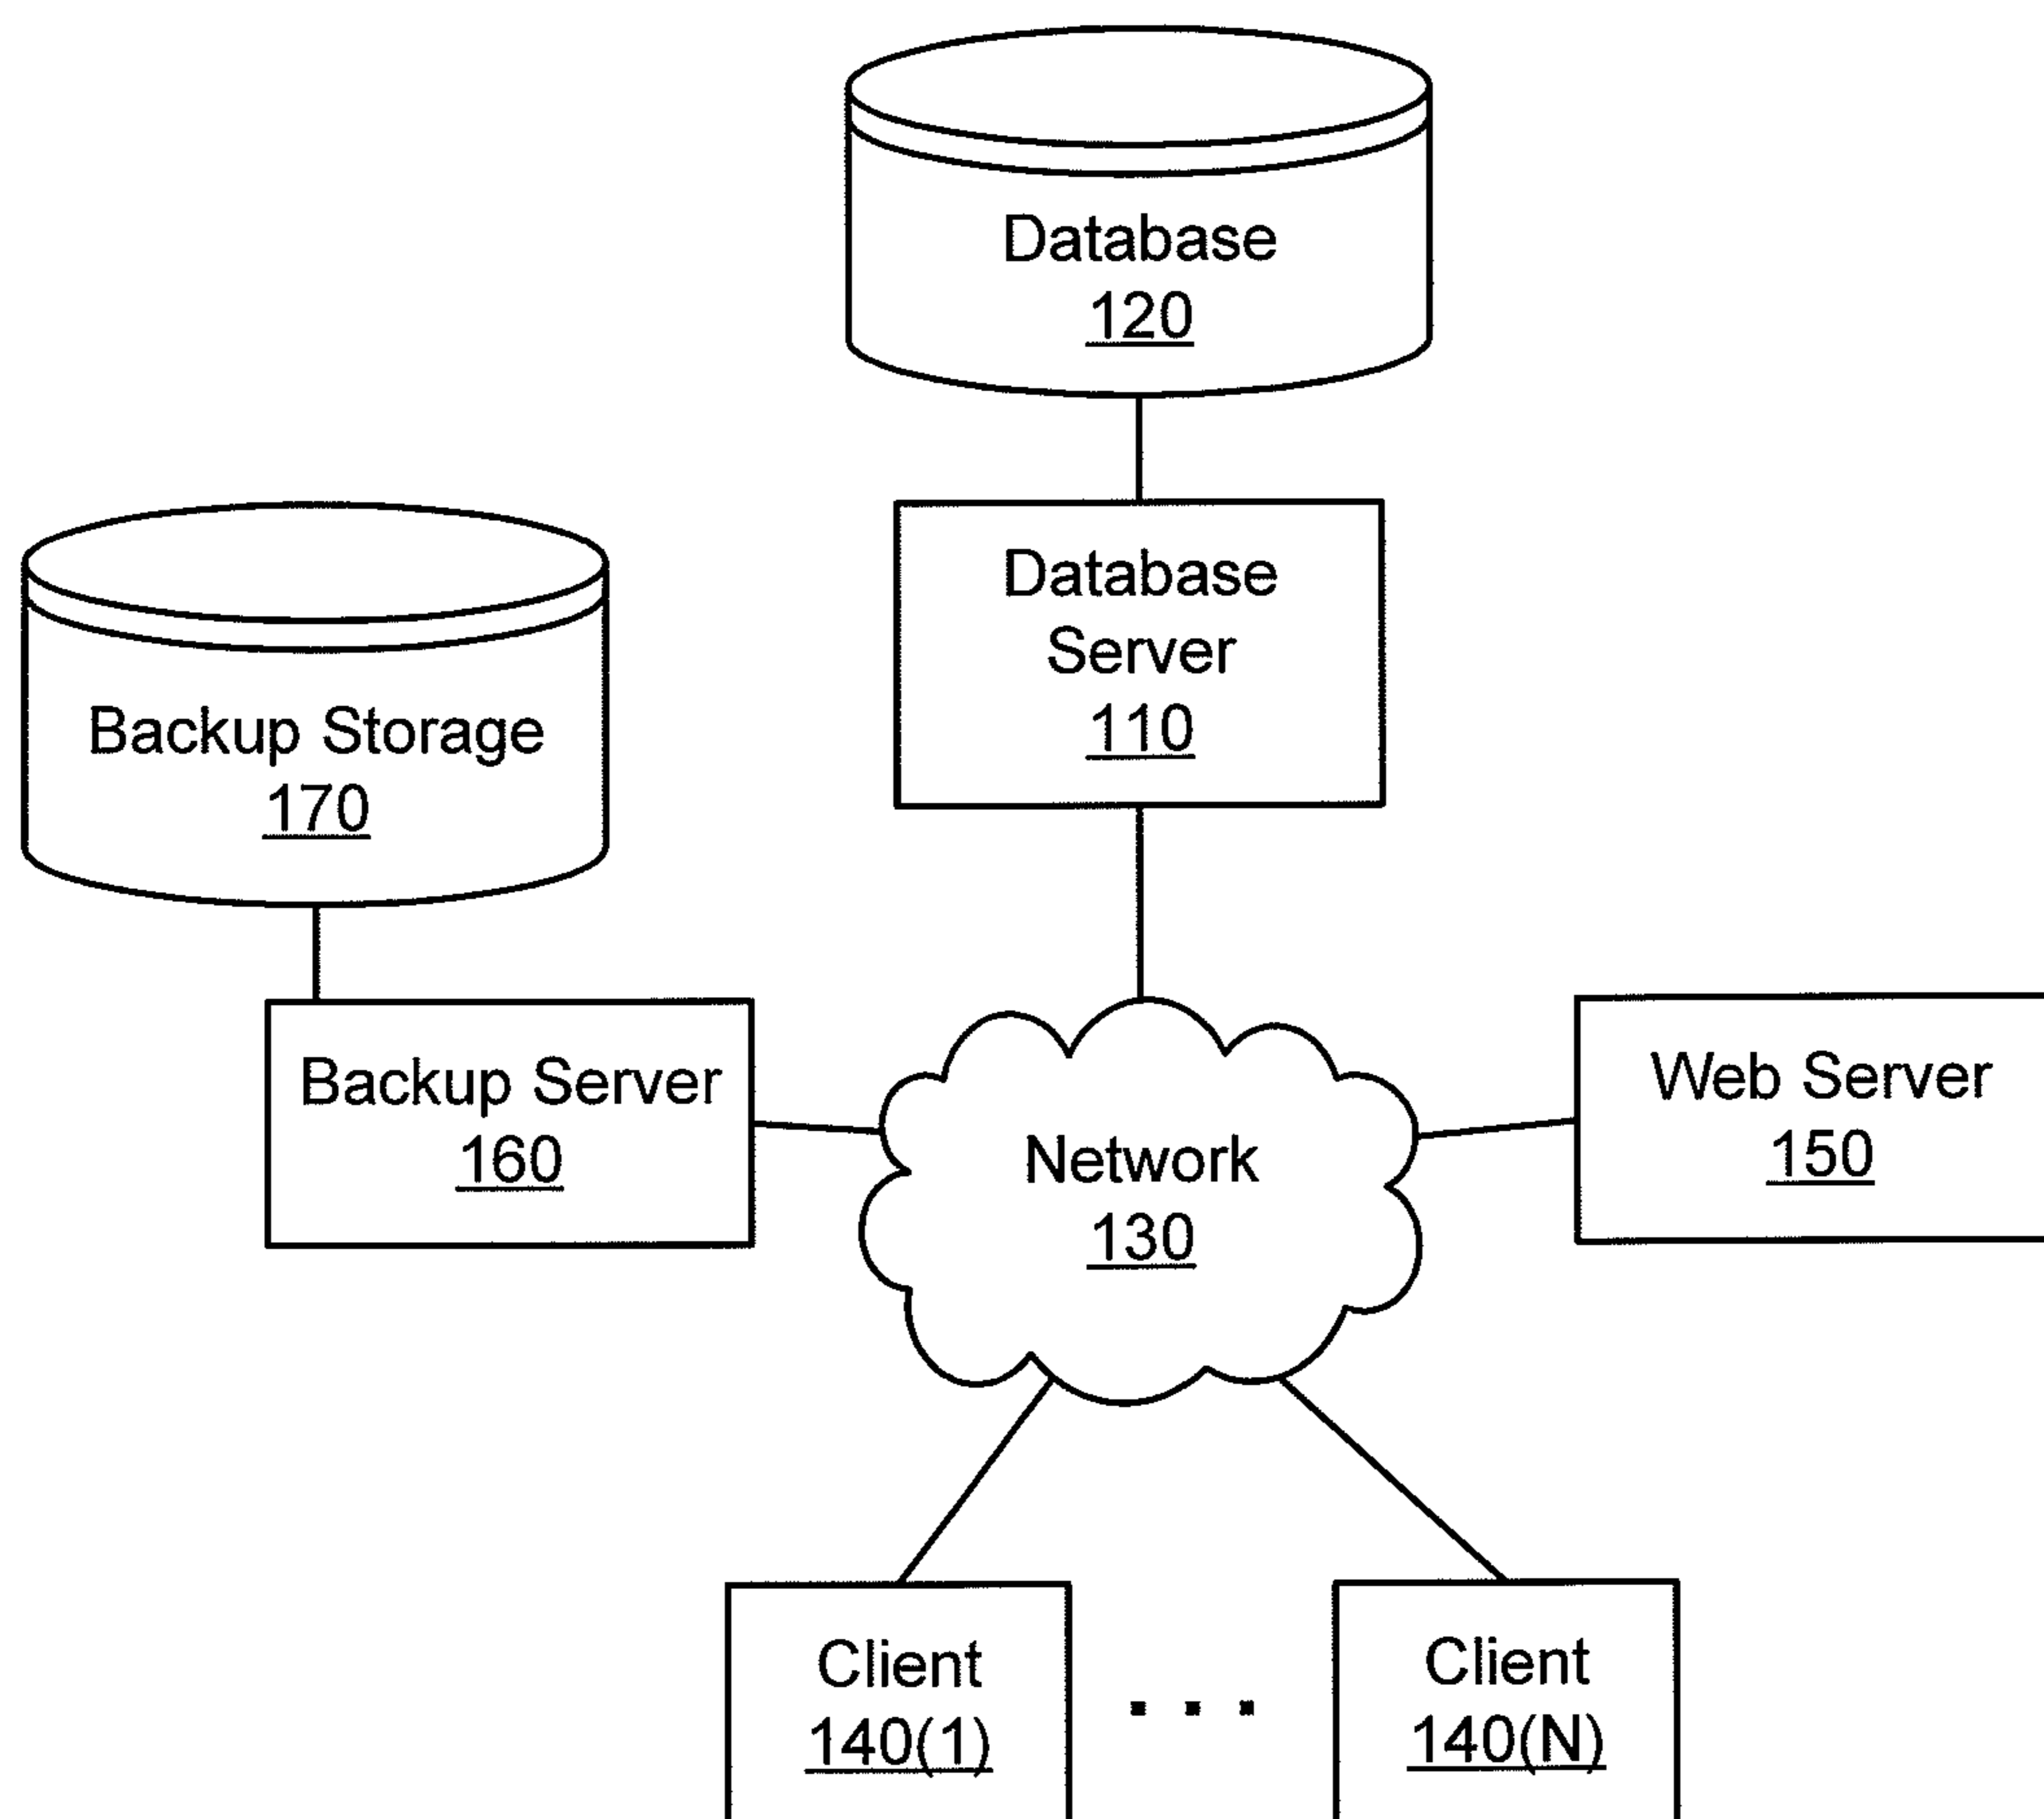 Database
120
Database
Server
110
Backup Storage
170
Backup Server
160
Network
130
Web Server
150
Client
140(1)
. . .
Client
140(N)